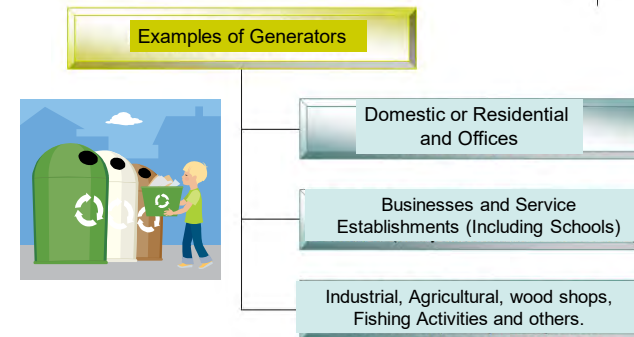 Examples of Generators
Domestic or Residential
and Offices
Businesses and Service
Establishments (Including Schools)
Industrial, Agricultural, wood shops,
Fishing Activities and others.